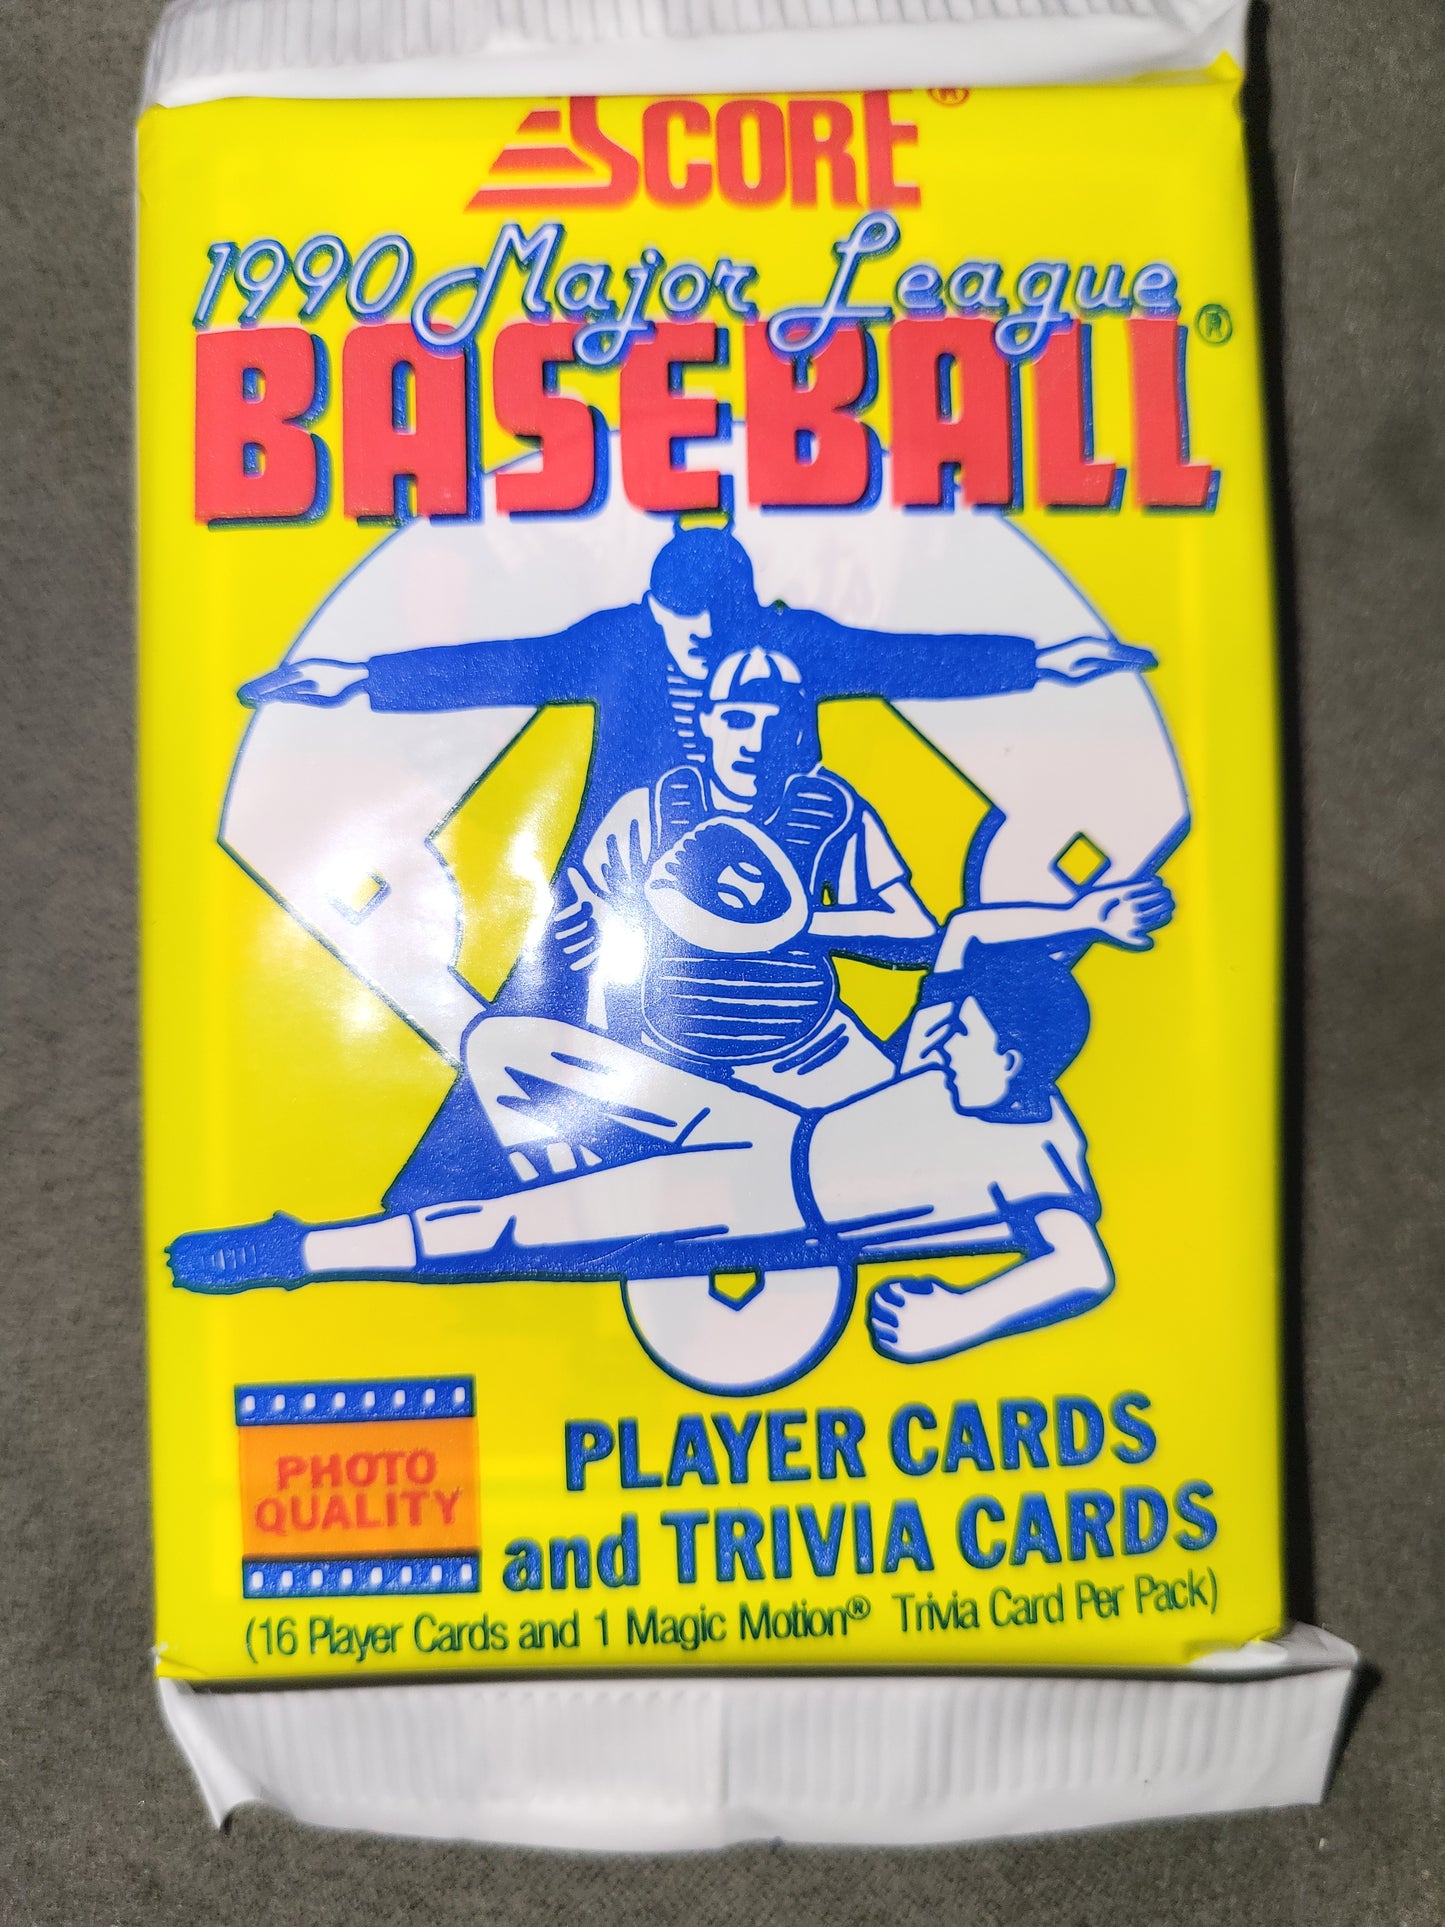 SCORE®
1990 Major League
BASEBALL®
PHOTO
QUALITY
PLAYER CARDS
and TRIVIA CARDS
(16 Player Cards and 1 Magic Motion® Trivia Card Per Pack)